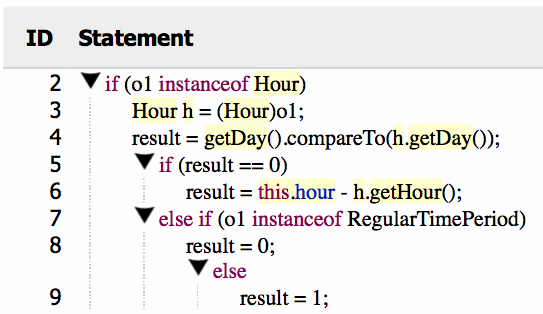 ID Statement
2 if (o1 instanceof Hour)
3 Hour h = (Hour)o1;
4 result = getDay().compareTo(h.getDay());
5 if (result == 0)
6 result = this.hour - h.getHour();
7 else if (o1 instanceof RegularTimePeriod)
8 result = 0;
else
9 result = 1;